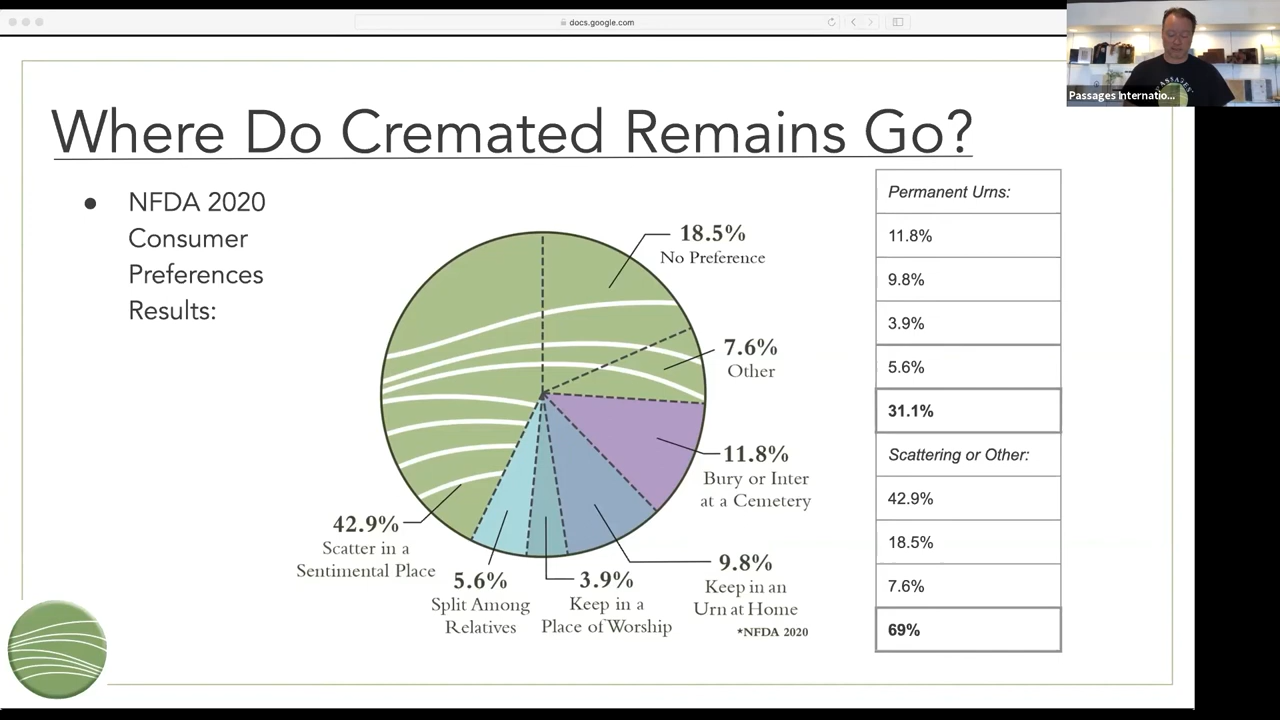 docs.google.com
Passages Internatio...
Where Do Cremated Remains Go?
● NFDA 2020
Consumer
Preferences
Results:
18.5%
No Preference
7.6%
Other
11.8%
Bury or Inter
at a Cemetery
9.8%
Keep in an
Urn at Home
*NFDA 2020
3.9%
Keep in a
Place of Worship
5.6%
Split Among
Relatives
42.9%
Scatter in a
Sentimental Place
Permanent Urns:
11.8%
9.8%
3.9%
5.6%
31.1%
Scattering or Other:
42.9%
18.5%
7.6%
69%
PASSAGES